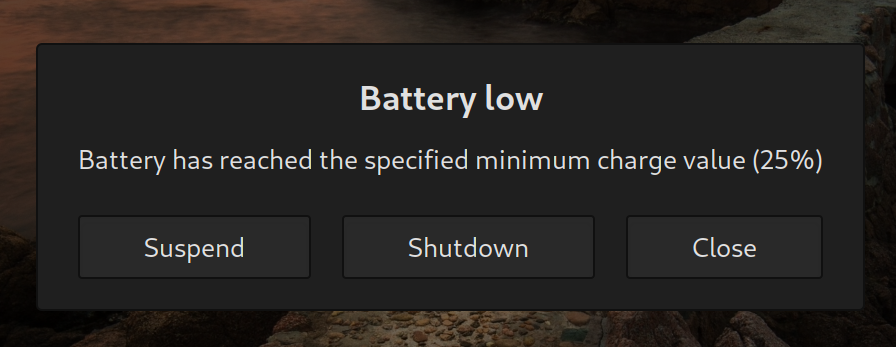 Battery low
Battery has reached the specified minimum charge value (25%)
Suspend Shutdown Close